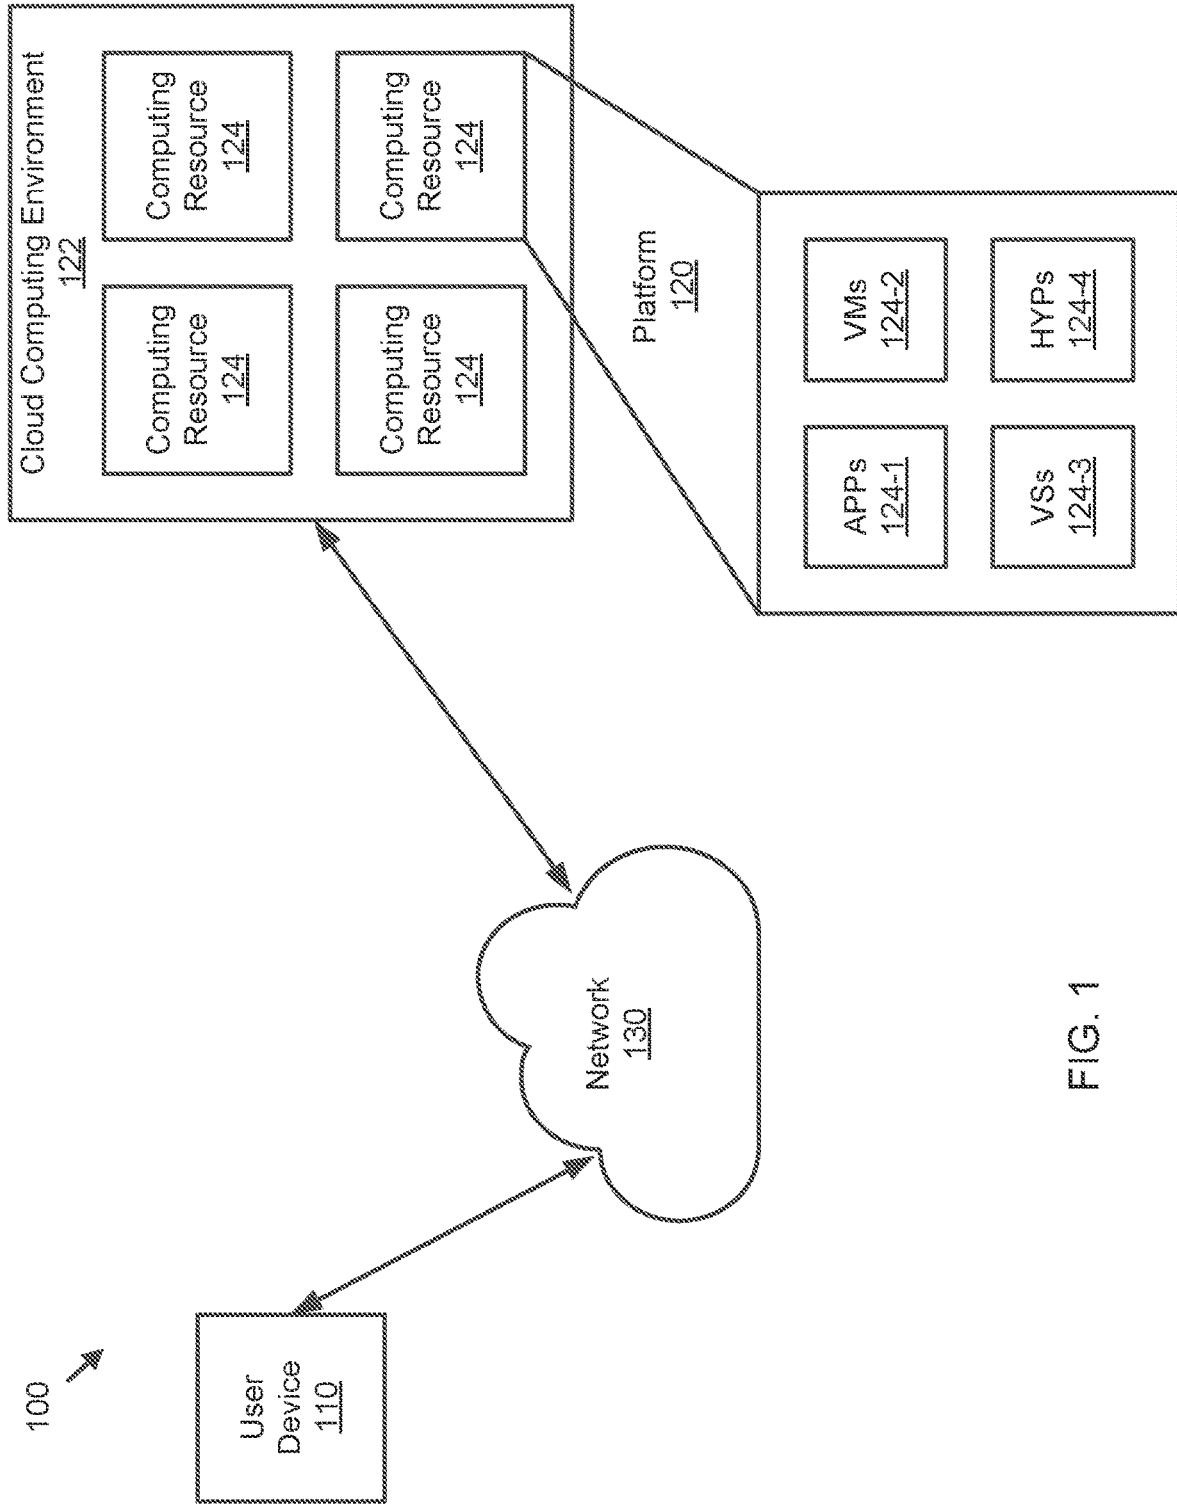 100
User
Device
110
Network
130
Cloud Computing Environment
122
Computing
Resource
124
Computing
Resource
124
Computing
Resource
124
Computing
Resource
124
Platform
120
APPs
124-1
VMs
124-2
VSs
124-3
HYPs
124-4
FIG. 1